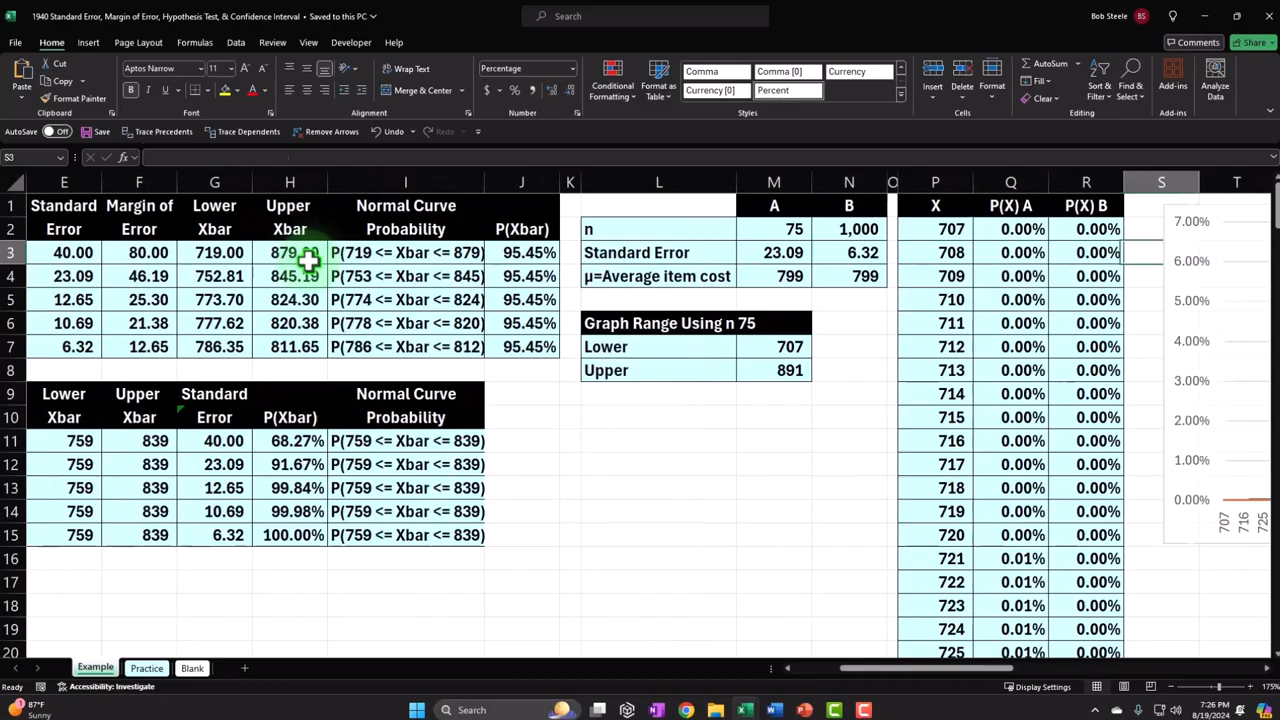 1940 Standard Error, Margin of Error, Hypothesis Test, & Confidence Interval • Saved to this PC
Search
Bob Steele BS
File Home Insert Page Layout Formulas Data Review View Developer Help
Comments Share
Paste Cut Copy Format Painter
Aptos Narrow 11
Wrap Text
Merge & Center
Percentage
Conditional Formatting Format as Table
Comma Comma [0] Currency
Currency [0] Percent
Insert Delete Format
AutoSum Fill Clear
Sort & Filter Find & Select
Add-ins Analyze Data
Clipboard Font Alignment Number Styles Cells Editing Add-ins
AutoSave Off Save Trace Precedents Trace Dependents Remove Arrows Undo Redo
S3 fx
E F G H I J K L M N O P Q R S T
1 Standard Margin of Lower Upper Normal Curve A B X P(X) A P(X) B
2 Error Error Xbar Xbar Probability P(Xbar) n 75 1,000 707 0.00% 0.00%
3 40.00 80.00 719.00 879.00 P(719 <= Xbar <= 879) 95.45% Standard Error 23.09 6.32 708 0.00% 0.00%
4 23.09 46.19 752.81 845.19 P(753 <= Xbar <= 845) 95.45% µ=Average item cost 799 799 709 0.00% 0.00%
5 12.65 25.30 773.70 824.30 P(774 <= Xbar <= 824) 95.45% 710 0.00% 0.00%
6 10.69 21.38 777.62 820.38 P(778 <= Xbar <= 820) 95.45% Graph Range Using n 75 711 0.00% 0.00%
7 6.32 12.65 786.35 811.65 P(786 <= Xbar <= 812) 95.45% Lower 707 712 0.00% 0.00%
8 Upper 891 713 0.00% 0.00%
9 Lower Upper Standard Normal Curve 714 0.00% 0.00%
10 Xbar Xbar Error P(Xbar) Probability 715 0.00% 0.00%
11 759 839 40.00 68.27% P(759 <= Xbar <= 839) 716 0.00% 0.00%
12 759 839 23.09 91.67% P(759 <= Xbar <= 839) 717 0.00% 0.00%
13 759 839 12.65 99.84% P(759 <= Xbar <= 839) 718 0.00% 0.00%
14 759 839 10.69 99.98% P(759 <= Xbar <= 839) 719 0.00% 0.00%
15 759 839 6.32 100.00% P(759 <= Xbar <= 839) 720 0.00% 0.00%
16 721 0.01% 0.00%
17 722 0.01% 0.00%
18 723 0.01% 0.00%
19 724 0.01% 0.00%
20 725 0.01% 0.00%
7.00%
6.00%
5.00%
4.00%
3.00%
2.00%
1.00%
0.00%
707 716 725
Example Practice Blank
Ready Accessibility: Investigate Display Settings 175%
87°F
Sunny
Search
7:26 PM
8/19/2024